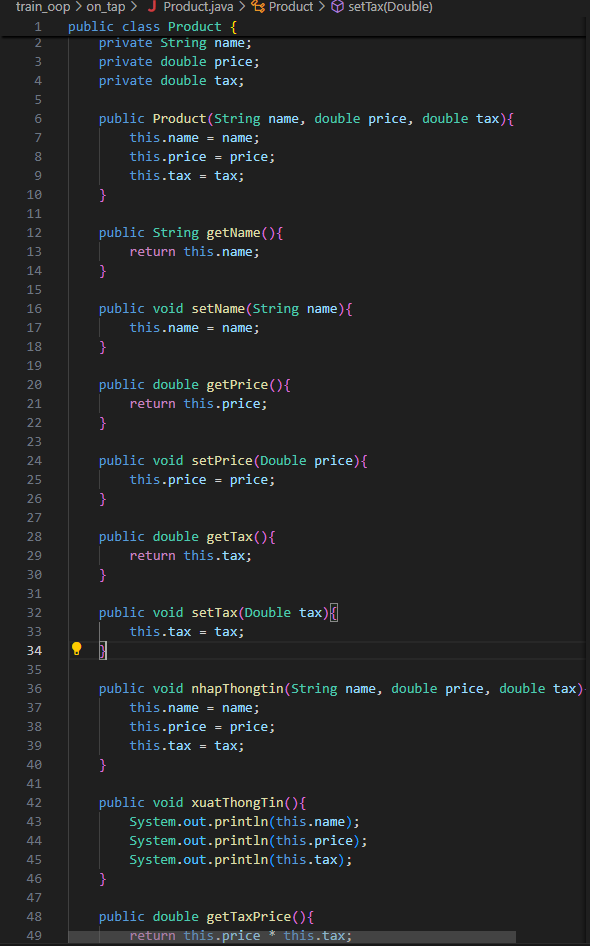 train_oop > on_tap > J Product.java > Product > setTax(Double)
1 public class Product {
2 private String name;
3 private double price;
4 private double tax;
5
6 public Product(String name, double price, double tax){
7 this.name = name;
8 this.price = price;
9 this.tax = tax;
10 }
11
12 public String getName(){
13 return this.name;
14 }
15
16 public void setName(String name){
17 this.name = name;
18 }
19
20 public double getPrice(){
21 return this.price;
22 }
23
24 public void setPrice(Double price){
25 this.price = price;
26 }
27
28 public double getTax(){
29 return this.tax;
30 }
31
32 public void setTax(Double tax){
33 this.tax = tax;
34 }
35
36 public void nhapThongtin(String name, double price, double tax)
37 this.name = name;
38 this.price = price;
39 this.tax = tax;
40 }
41
42 public void xuatThongTin(){
43 System.out.println(this.name);
44 System.out.println(this.price);
45 System.out.println(this.tax);
46 }
47
48 public double getTaxPrice(){
49 return this.price * this.tax;